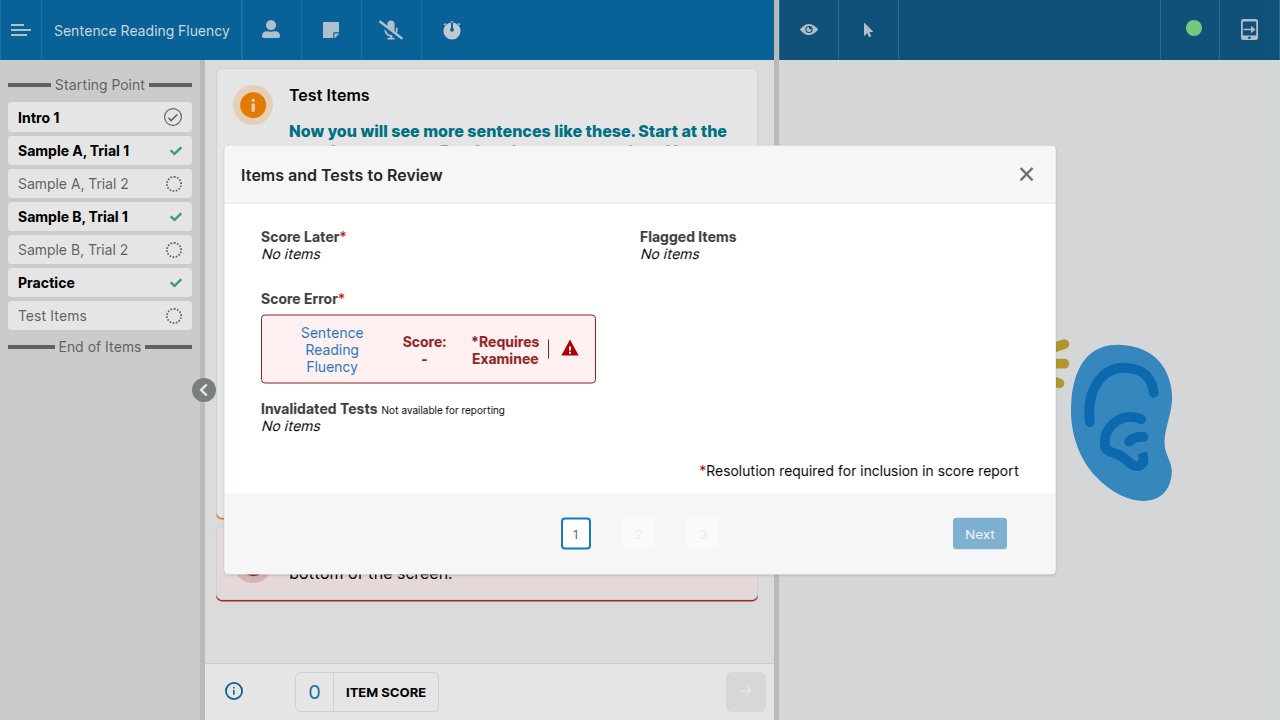 Sentence Reading Fluency
Starting Point
Intro 1
Sample A, Trial 1
Sample A, Trial 2
Sample B, Trial 1
Sample B, Trial 2
Practice
Test Items
End of Items
Test Items
Now you will see more sentences like these. Start at the
Items and Tests to Review
Score Later*
No items
Flagged Items
No items
Score Error*
Sentence
Reading
Fluency
Score:
-
*Requires
Examinee
Invalidated Tests Not available for reporting
No items
*Resolution required for inclusion in score report
1
2
3
Next
bottom of the screen.
0
ITEM SCORE